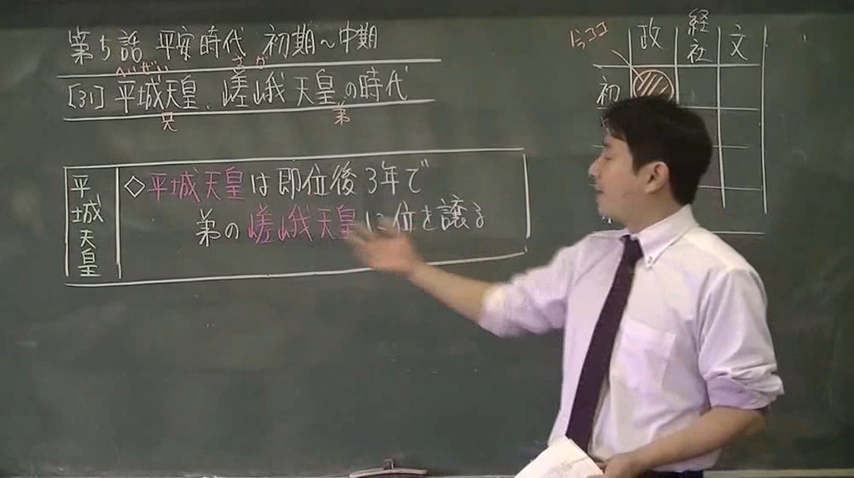 第5話 平安時代 初期～中期
へいぜい さが
[31] 平城天皇、嵯峨天皇の時代
兄 弟
平城天皇
◇平城天皇は即位後3年で
弟の嵯峨天皇に位を譲る
ココ
政 経社 文
初